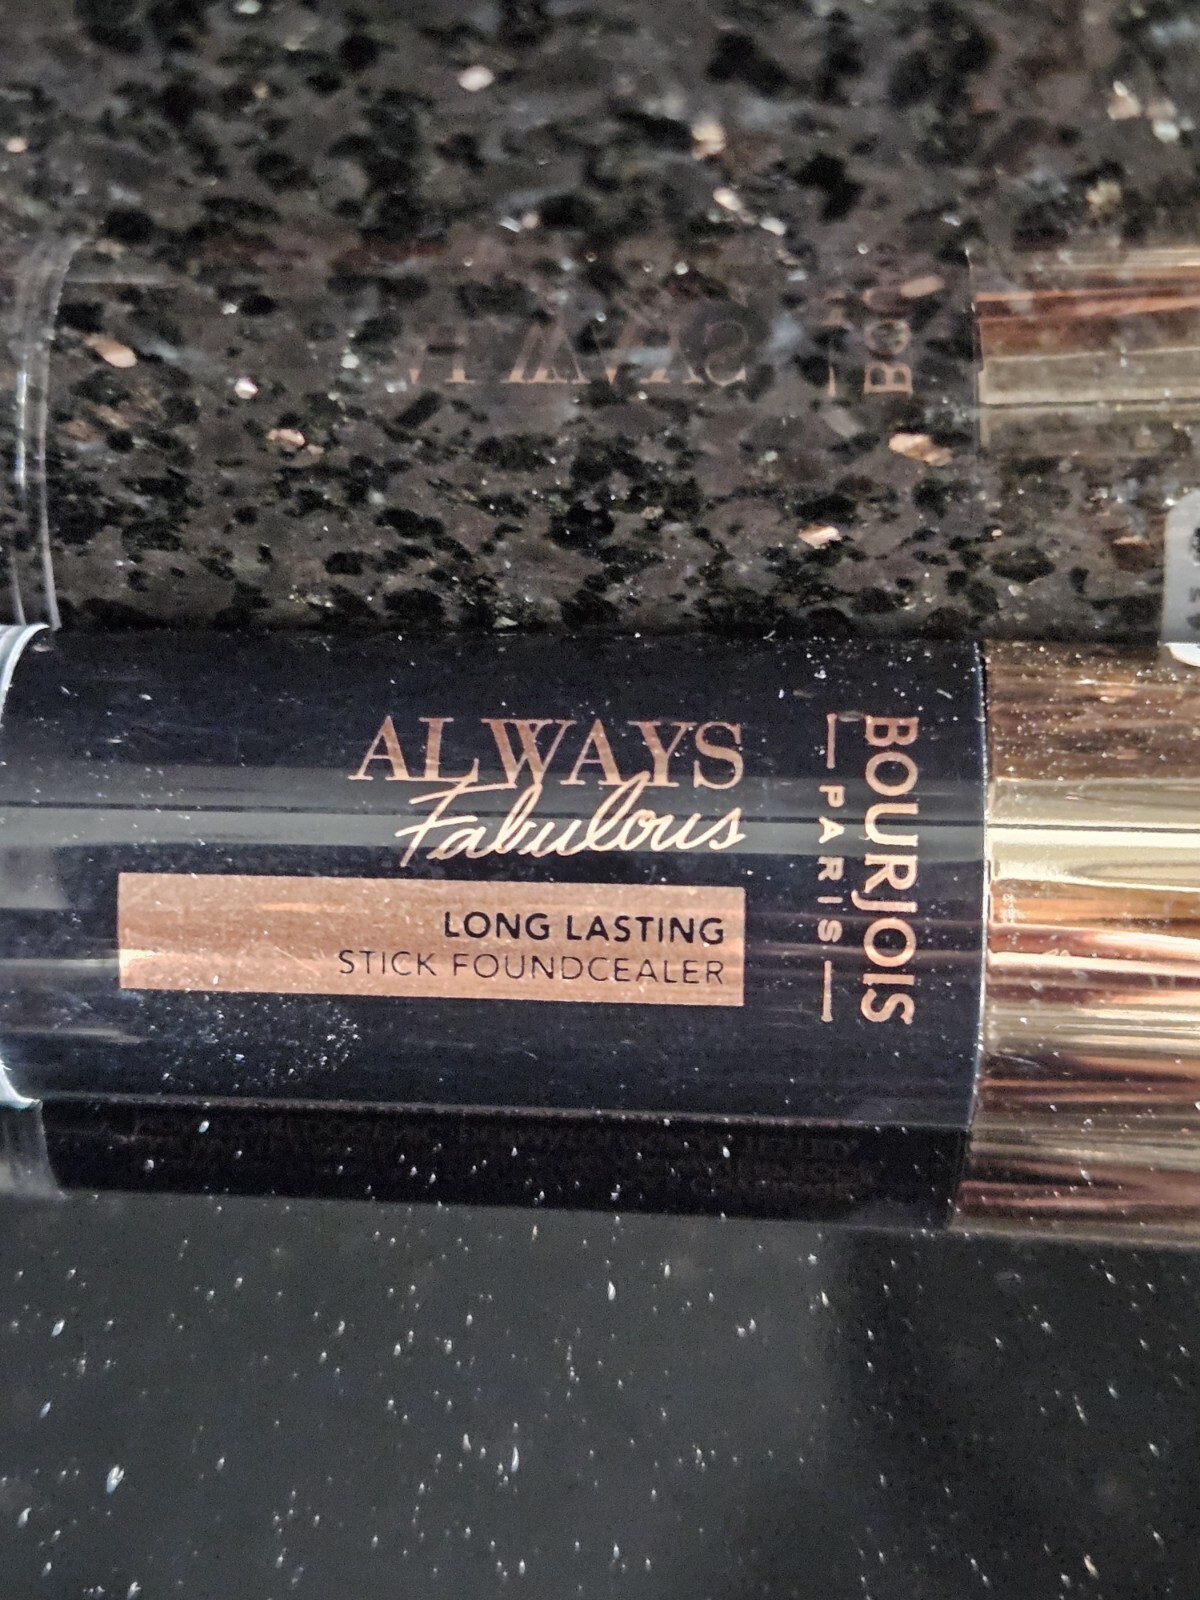 ALWAYS
Fabulous
LONG LASTING
STICK FOUNDCEALER
BOURJOIS
PARIS